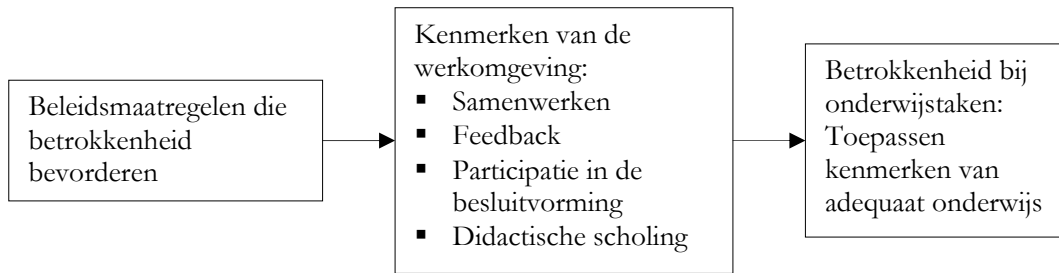 Beleidsmaatregelen die
betrokkenheid
bevorderen
Kenmerken van de
werkomgeving:
▪ Samenwerken
▪ Feedback
▪ Participatie in de
besluitvorming
▪ Didactische scholing
Betrokkenheid bij
onderwijstaken:
Toepassen
kenmerken van
adequaat onderwijs